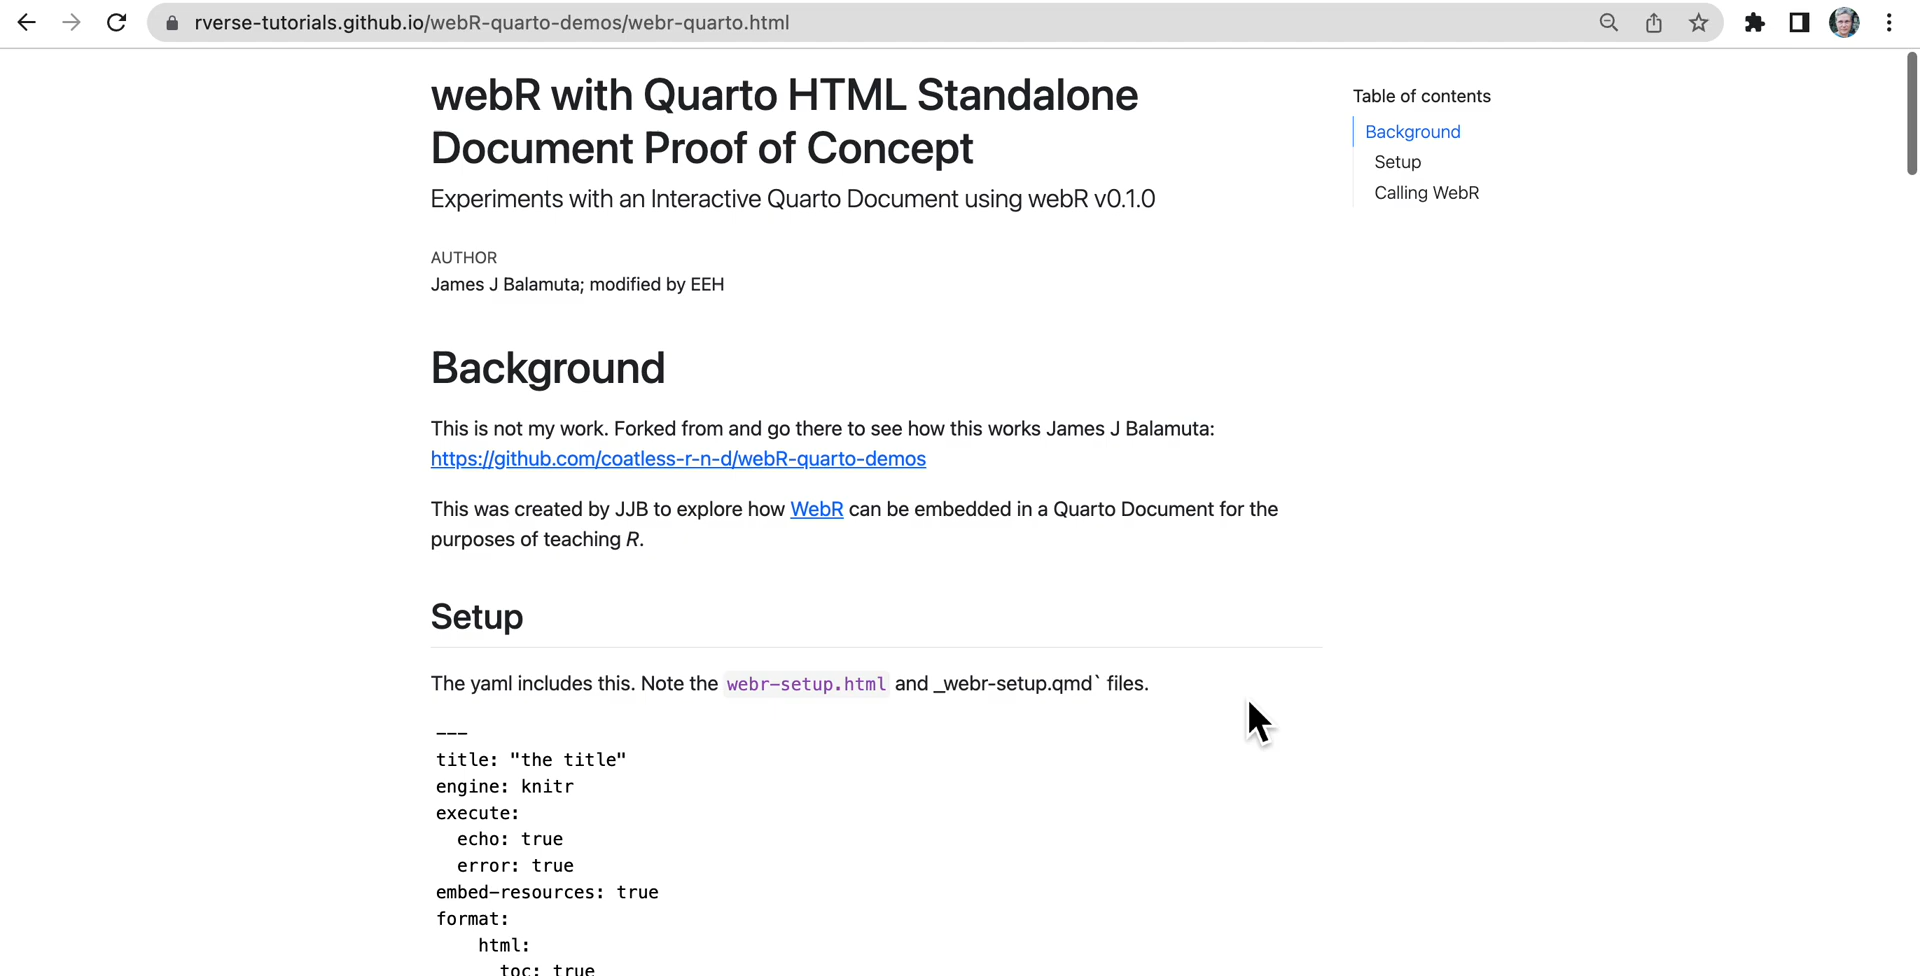 rverse-tutorials.github.io/webR-quarto-demos/webr-quarto.html
webR with Quarto HTML Standalone
Document Proof of Concept
Experiments with an Interactive Quarto Document using webR v0.1.0
AUTHOR
James J Balamuta; modified by EEH
Table of contents
Background
Setup
Calling WebR
Background
This is not my work. Forked from and go there to see how this works James J Balamuta:
https://github.com/coatless-r-n-d/webR-quarto-demos
This was created by JJB to explore how WebR can be embedded in a Quarto Document for the
purposes of teaching R.
Setup
The yaml includes this. Note the webr-setup.html and _webr-setup.qmd` files.
---
title: "the title"
engine: knitr
execute:
  echo: true
  error: true
embed-resources: true
format:
    html:
      toc: true